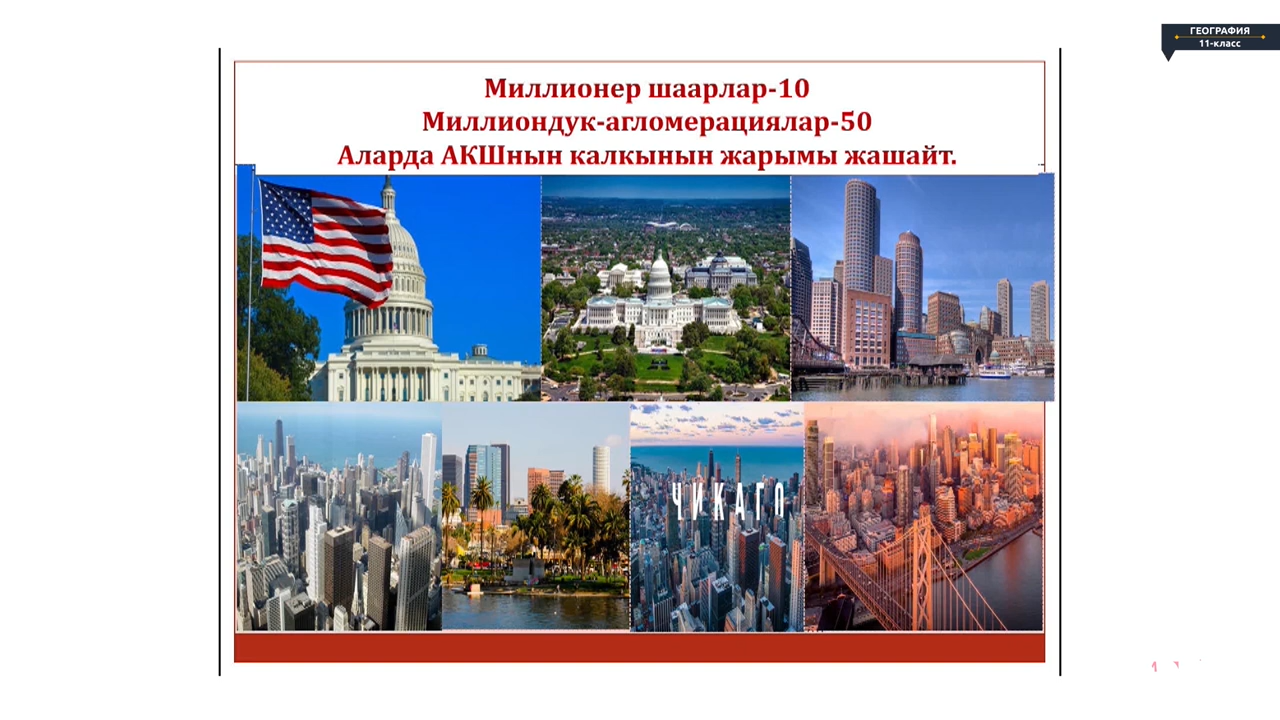 ГЕОГРАФИЯ
11-класс
Миллионер шаарлар-10
Миллиондук-агломерациялар-50
Аларда АКШнын калкынын жарымы жашайт.
ЧИКАГО